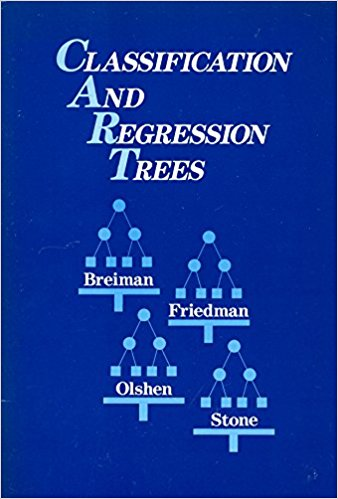 CLASSIFICATION
AND
REGRESSION
TREES
Breiman
Friedman
Olshen
Stone